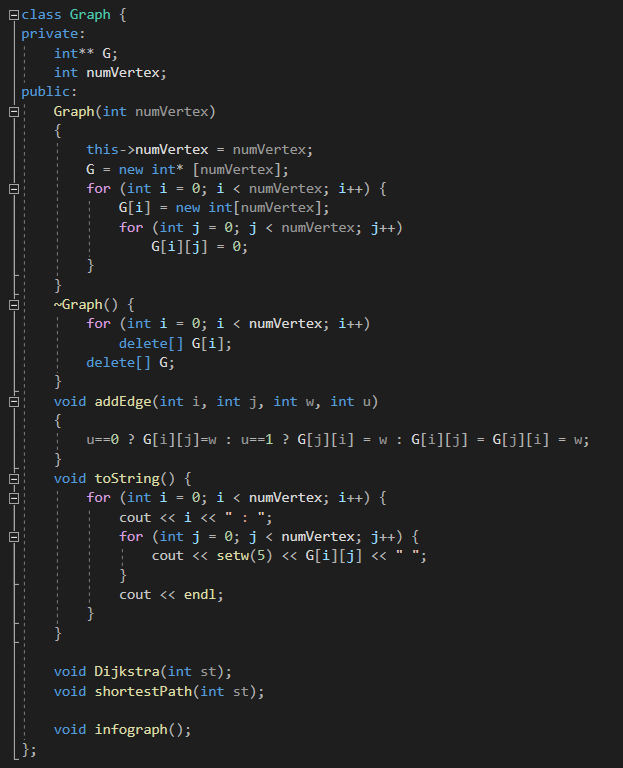 class Graph {
private:
    int** G;
    int numVertex;
public:
    Graph(int numVertex)
    {
        this->numVertex = numVertex;
        G = new int* [numVertex];
        for (int i = 0; i < numVertex; i++) {
            G[i] = new int[numVertex];
            for (int j = 0; j < numVertex; j++)
                G[i][j] = 0;
        }
    }
    ~Graph() {
        for (int i = 0; i < numVertex; i++)
            delete[] G[i];
        delete[] G;
    }
    void addEdge(int i, int j, int w, int u)
    {
        u==0 ? G[i][j]=w : u==1 ? G[j][i] = w : G[i][j] = G[j][i] = w;
    }
    void toString() {
        for (int i = 0; i < numVertex; i++) {
            cout << i << " : ";
            for (int j = 0; j < numVertex; j++) {
                cout << setw(5) << G[i][j] << " ";
            }
            cout << endl;
        }
    }

    void Dijkstra(int st);
    void shortestPath(int st);

    void infograph();
};